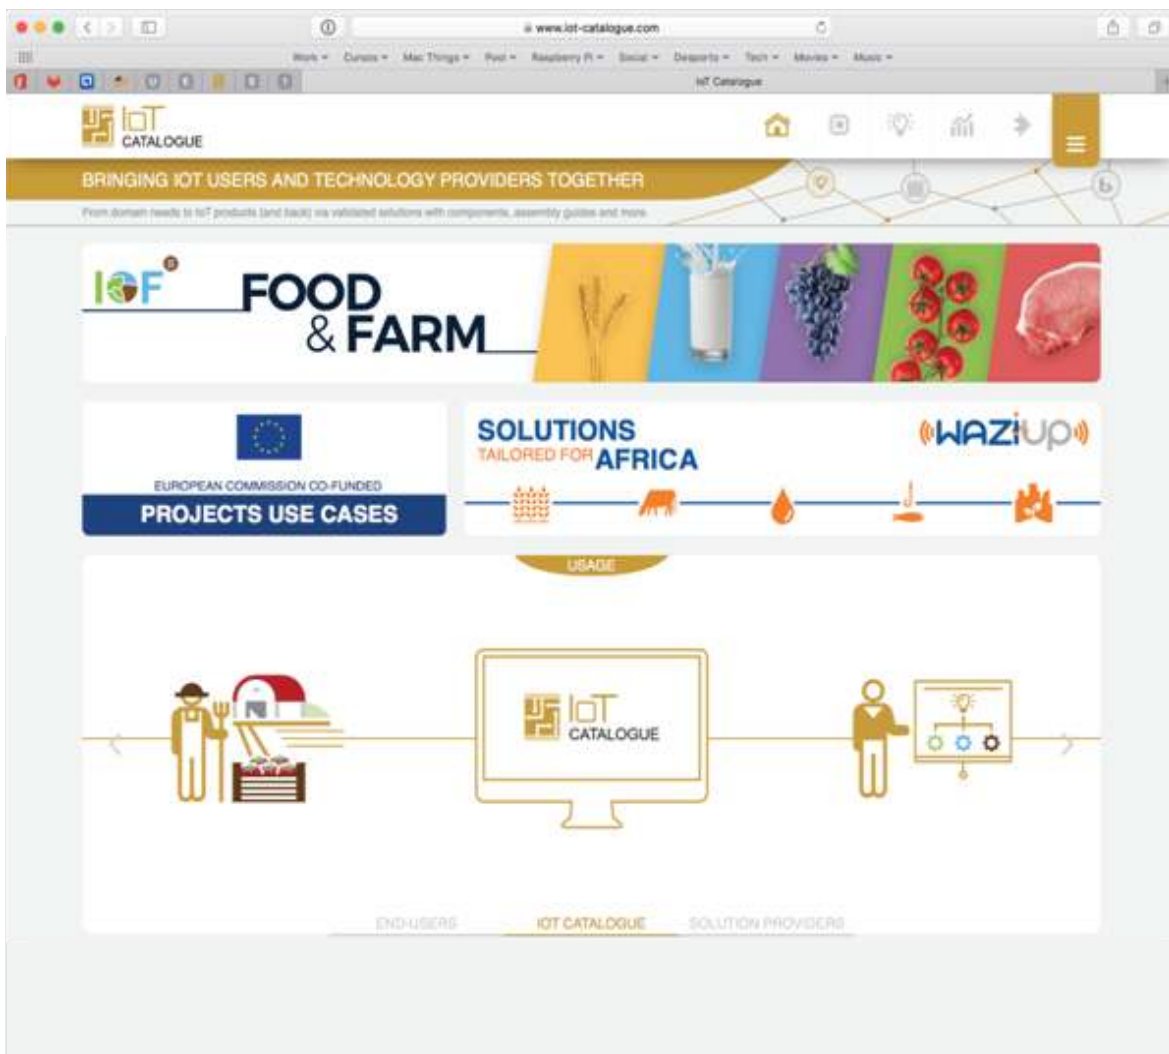 www.iot-catalogue.com
Work Cursos Mac Things Pool Raspberry Pi Social Desporto Tech Movies Music
IoT Catalogue
IoT
CATALOGUE
BRINGING IOT USERS AND TECHNOLOGY PROVIDERS TOGETHER
From domain needs to IoT products (and back) via validated solutions with components, assembly guides and more.
IOF
FOOD
& FARM
EUROPEAN COMMISSION CO-FUNDED
PROJECTS USE CASES
SOLUTIONS
TAILORED FOR AFRICA
WAZIUP
USAGE
IoT
CATALOGUE
END-USERS IOT CATALOGUE SOLUTION PROVIDERS